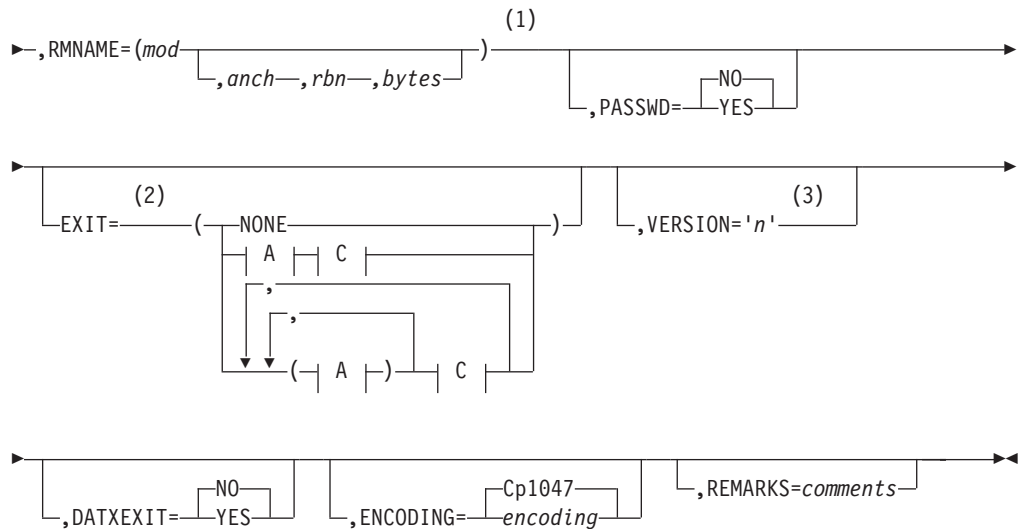 (1)
,RMNAME=(mod ,anch ,rbn ,bytes )
NO
,PASSWD= YES
(2) (3)
EXIT= ( NONE ) ,VERSION='n'
A C
,
,
( A ) C
NO Cp1047
,DATXEXIT= YES ,ENCODING= encoding ,REMARKS=comments